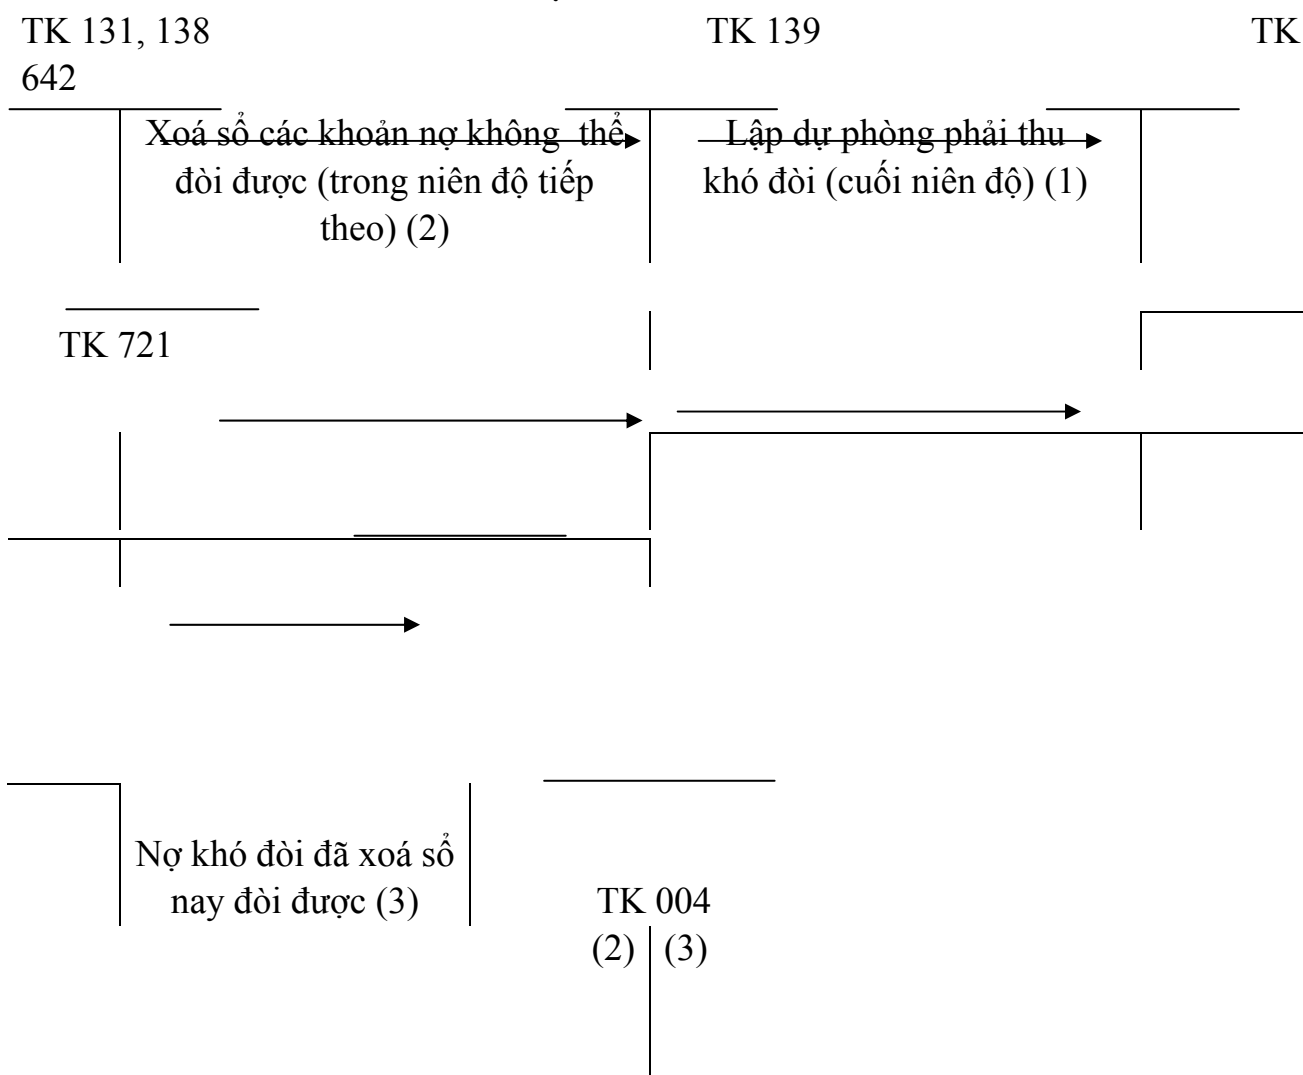 TK 131, 138 TK 139 TK
642
Xoá sổ các khoản nợ không thể
đòi được (trong niên độ tiếp
theo) (2)
Lập dự phòng phải thu
khó đòi (cuối niên độ) (1)
TK 721
Nợ khó đòi đã xoá sổ
nay đòi được (3)
TK 004
(2) (3)